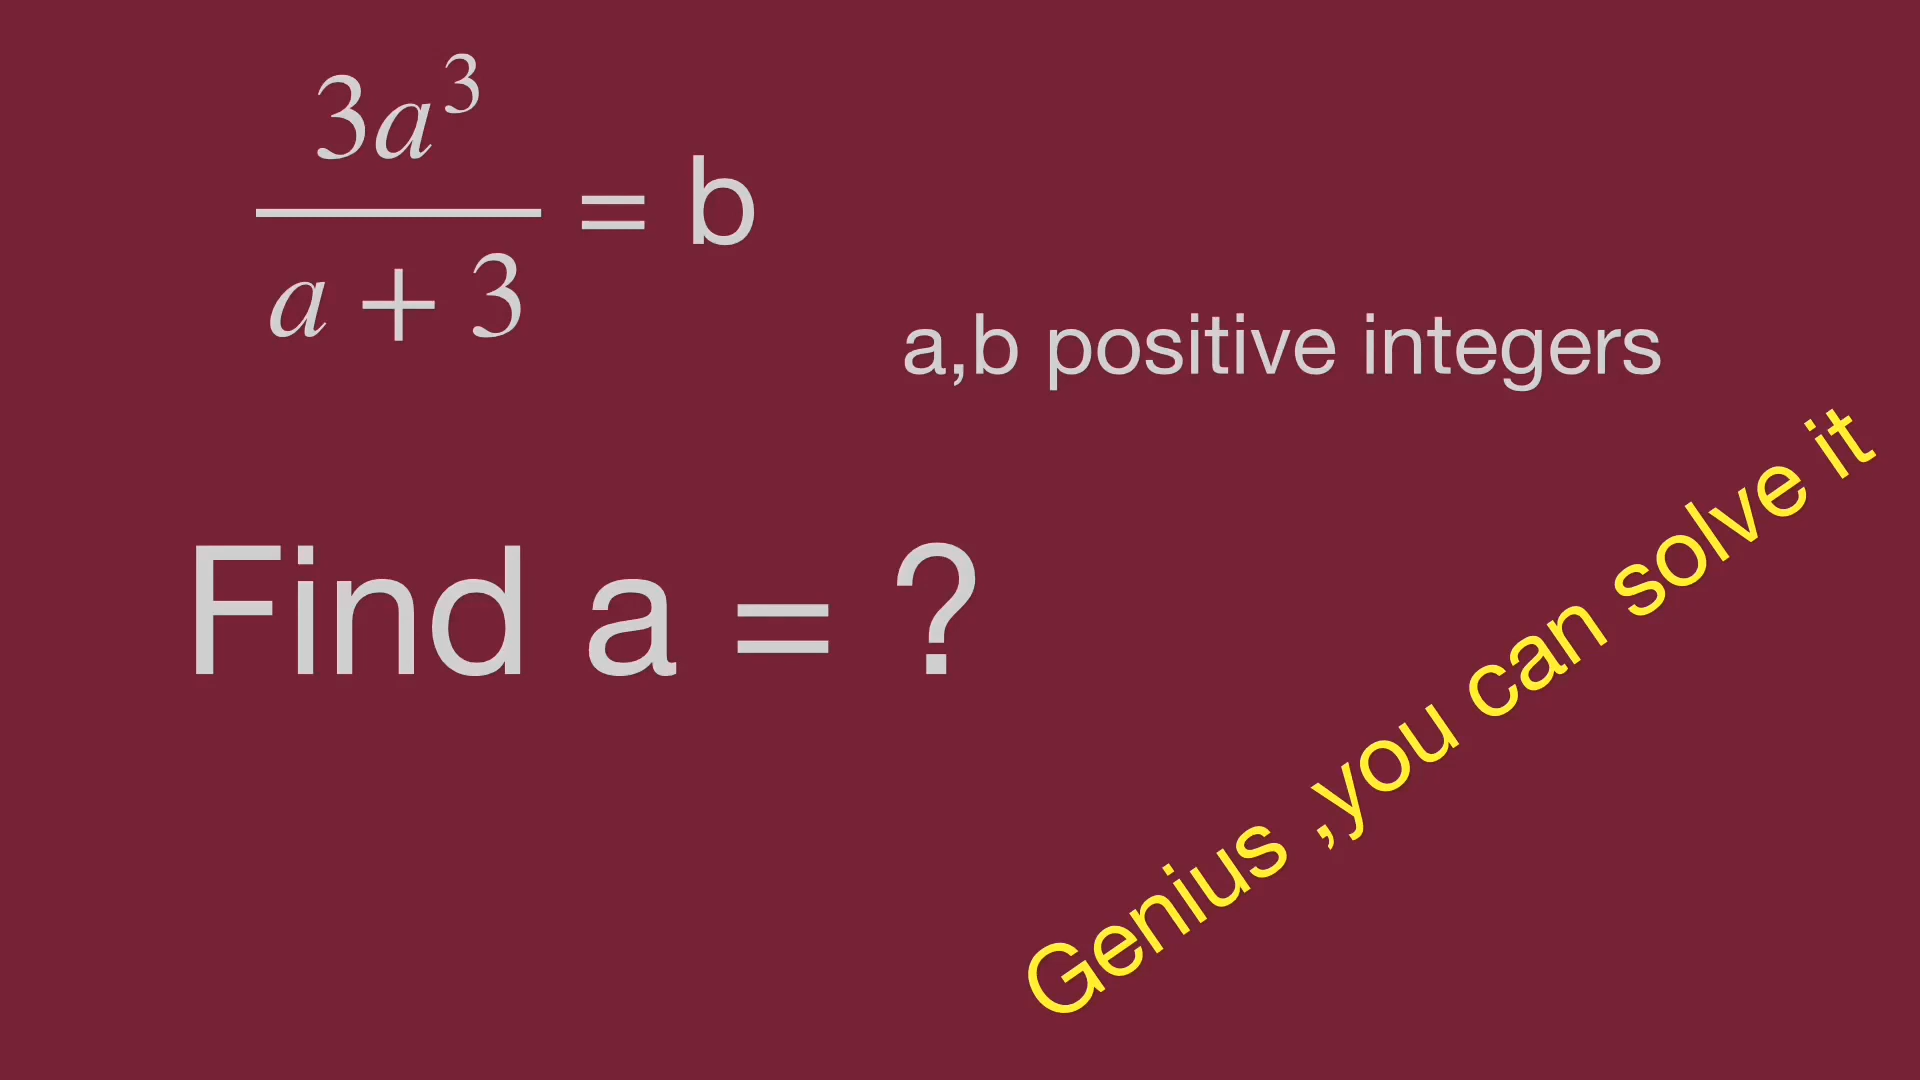 3a³
a + 3
= b
a,b positive integers
Find a = ?
Genius ,you can solve it